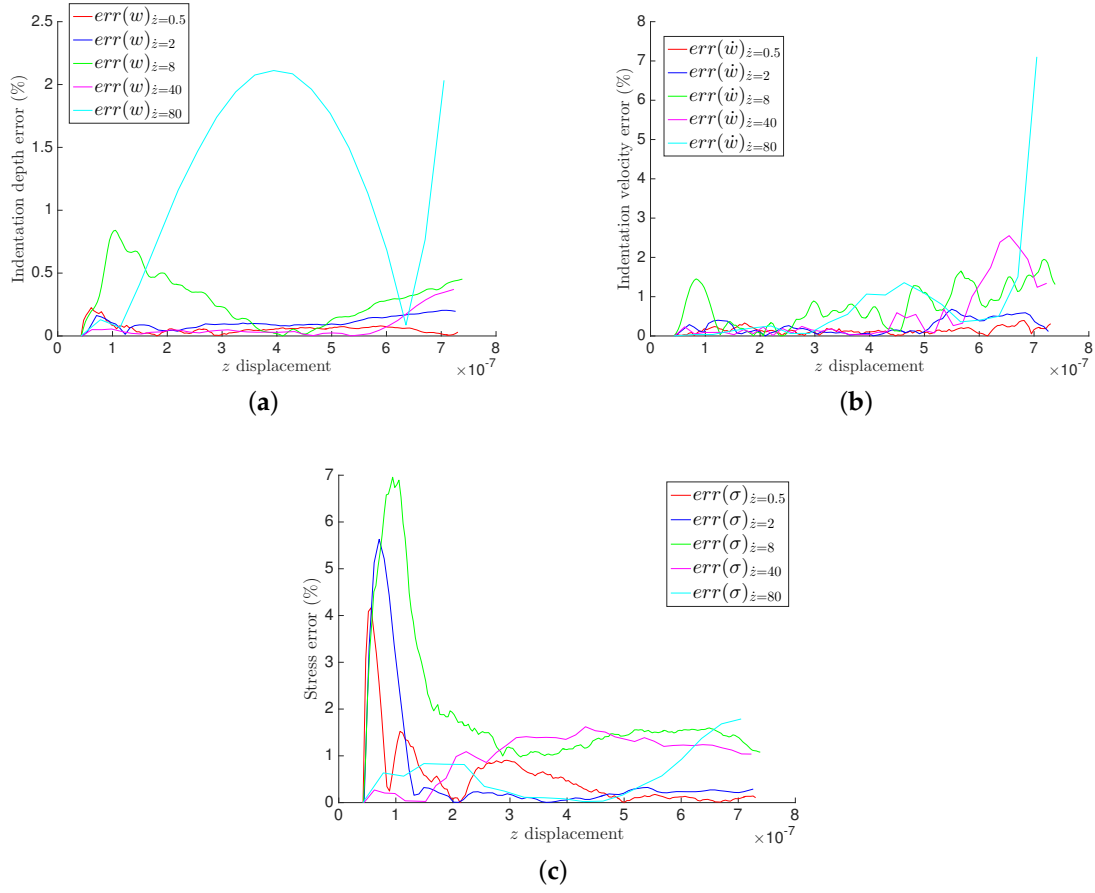 Indentation depth error (%)
2.5
2
1.5
1
0.5
0
err(w)ż=0.5
err(w)ż=2
err(w)ż=8
err(w)ż=40
err(w)ż=80
0 1 2 3 4 5 6 7 8
×10-7
z displacement
(a)
Indentation velocity error (%)
8
7
6
5
4
3
2
1
0
err(ẇ)ż=0.5
err(ẇ)ż=2
err(ẇ)ż=8
err(ẇ)ż=40
err(ẇ)ż=80
0 1 2 3 4 5 6 7 8
×10-7
z displacement
(b)
Stress error (%)
7
6
5
4
3
2
1
0
err(σ)ż=0.5
err(σ)ż=2
err(σ)ż=8
err(σ)ż=40
err(σ)ż=80
0 1 2 3 4 5 6 7 8
×10-7
z displacement
(c)